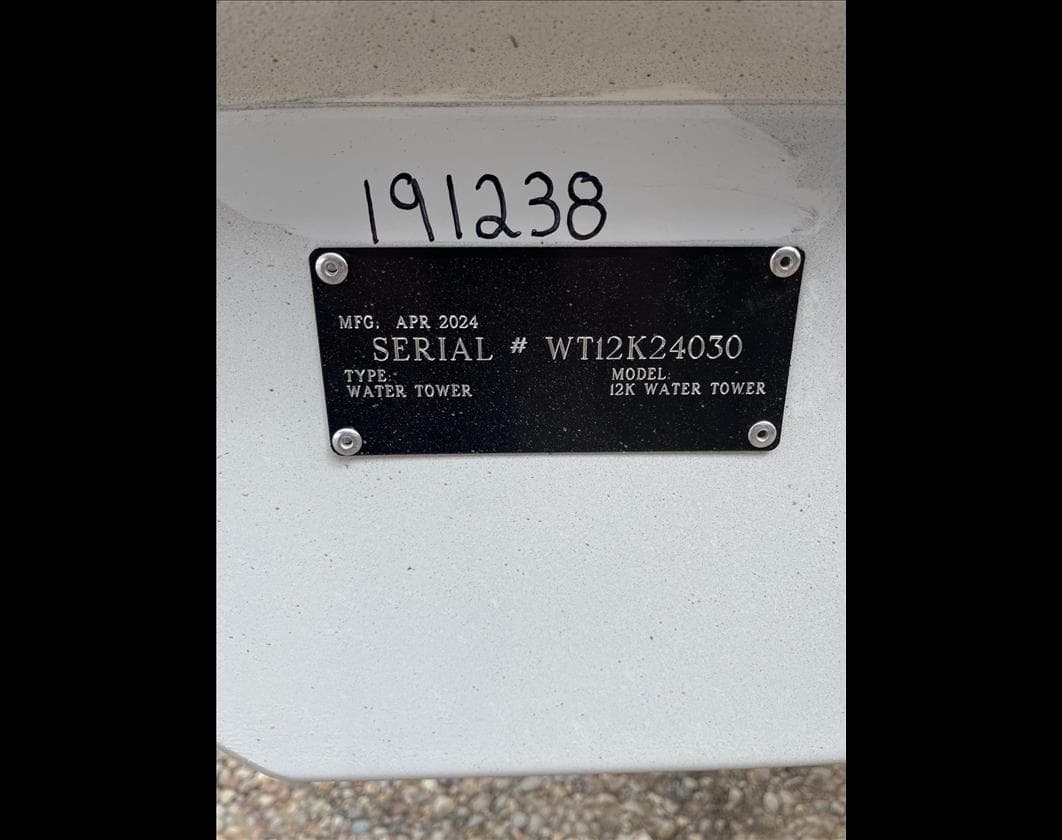 191238
MFG. APR 2024
SERIAL # WT12K24030
TYPE: MODEL:
WATER TOWER 12K WATER TOWER